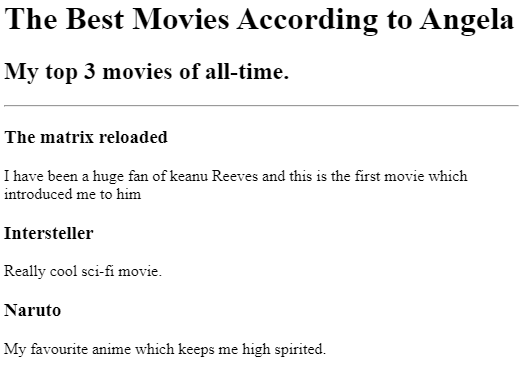 The Best Movies According to Angela
My top 3 movies of all-time.
The matrix reloaded
I have been a huge fan of keanu Reeves and this is the first movie which
introduced me to him
Intersteller
Really cool sci-fi movie.
Naruto
My favourite anime which keeps me high spirited.